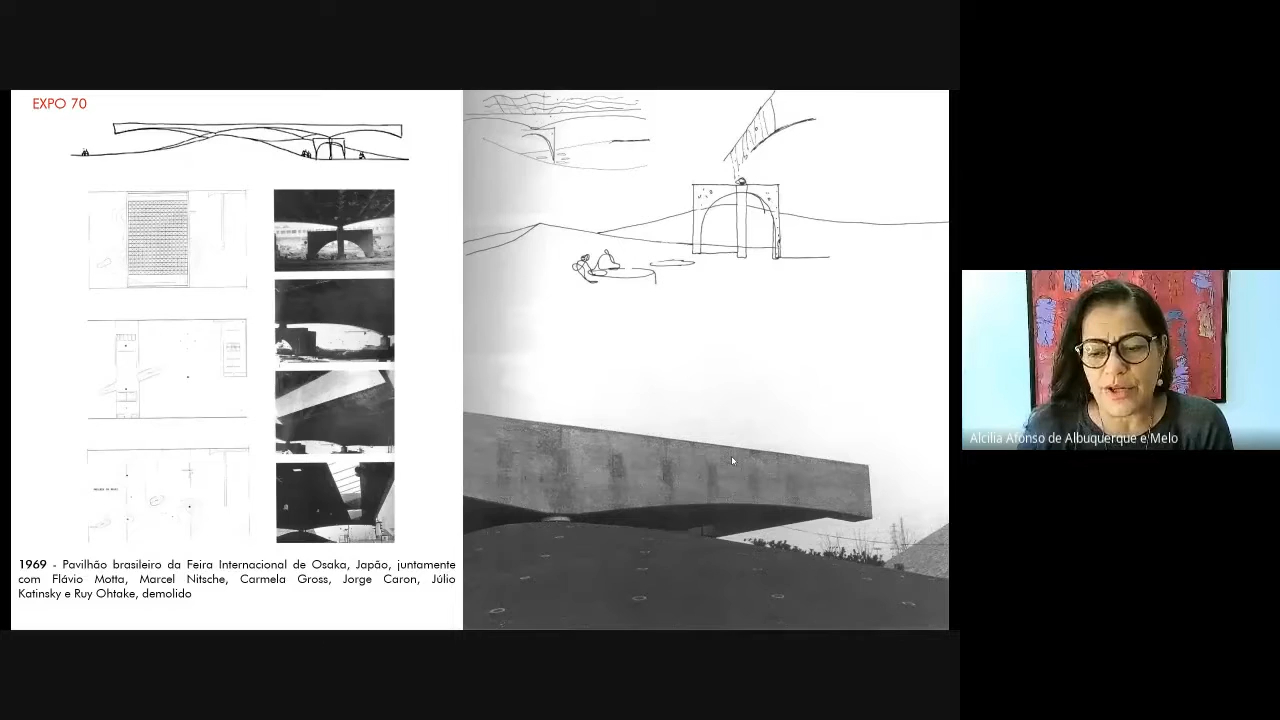 EXPO 70
1969 - Pavilhão brasileiro da Feira Internacional de Osaka, Japão, juntamente
com Flávio Motta, Marcel Nitsche, Carmela Gross, Jorge Caron, Júlio
Katinsky e Ruy Ohtake, demolido
Alcilia Afonso de Albuquerque e Melo